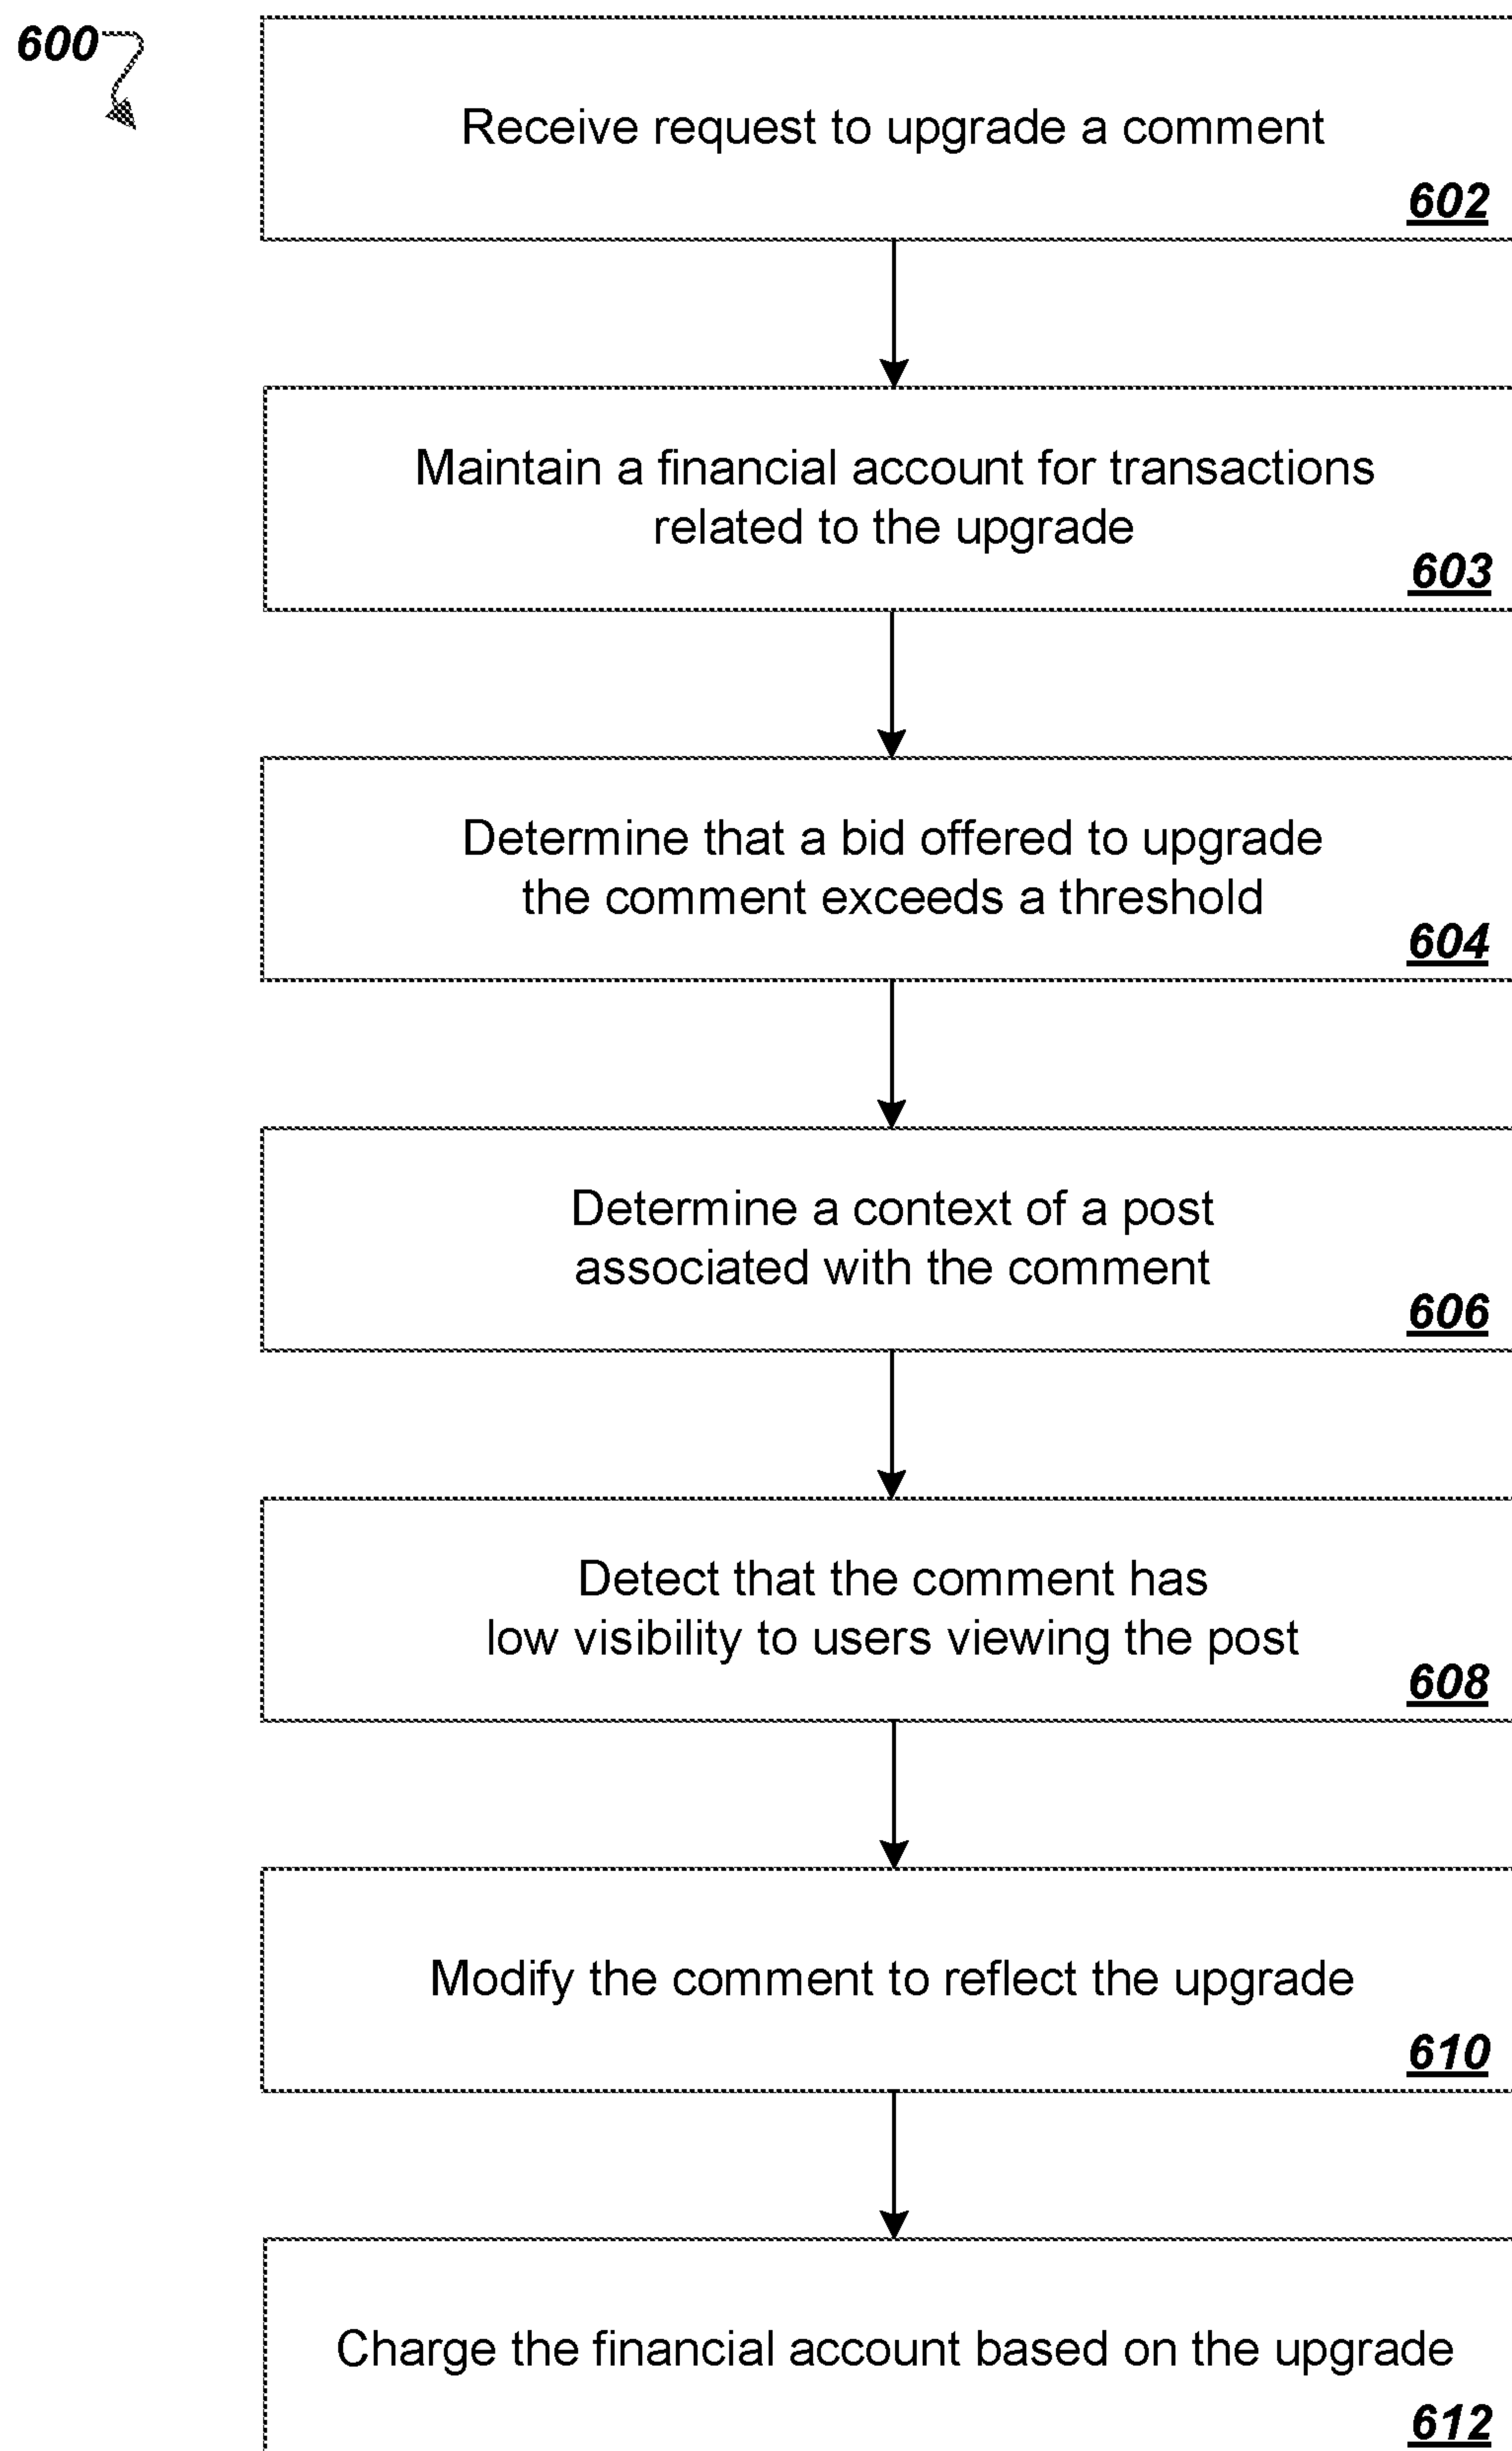 600
Receive request to upgrade a comment
602
Maintain a financial account for transactions
related to the upgrade
603
Determine that a bid offered to upgrade
the comment exceeds a threshold
604
Determine a context of a post
associated with the comment
606
Detect that the comment has
low visibility to users viewing the post
608
Modify the comment to reflect the upgrade
610
Charge the financial account based on the upgrade
612